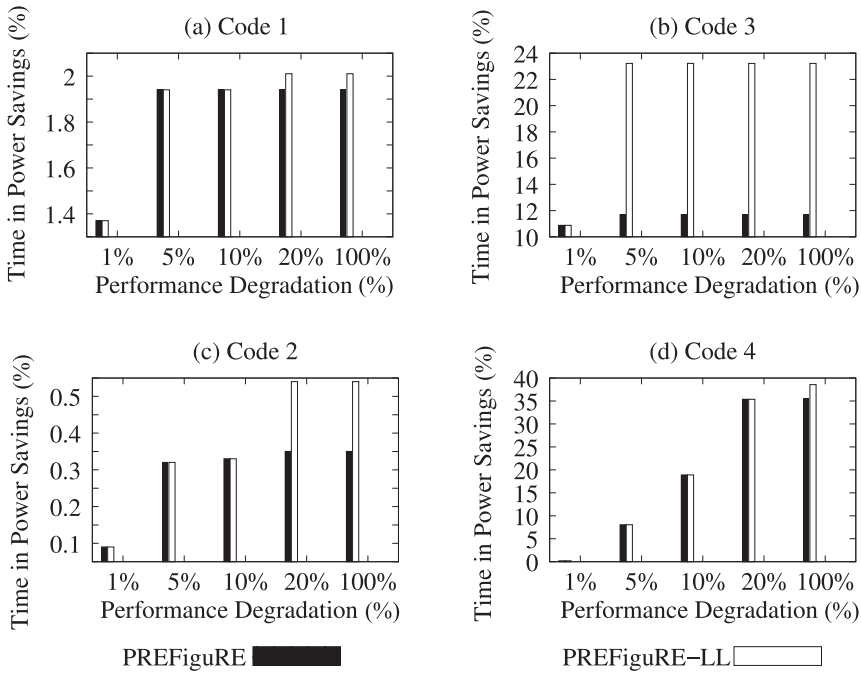 (a) Code 1
Time in Power Savings (%)
2
1.8
1.6
1.4
1% 5% 10% 20% 100%
Performance Degradation (%)
(b) Code 3
Time in Power Savings (%)
24
22
20
18
16
14
12
10
1% 5% 10% 20% 100%
Performance Degradation (%)
(c) Code 2
Time in Power Savings (%)
0.5
0.4
0.3
0.2
0.1
1% 5% 10% 20% 100%
Performance Degradation (%)
(d) Code 4
Time in Power Savings (%)
40
35
30
25
20
15
10
5
0
1% 5% 10% 20% 100%
Performance Degradation (%)
PREFiguRE
PREFiguRE−LL